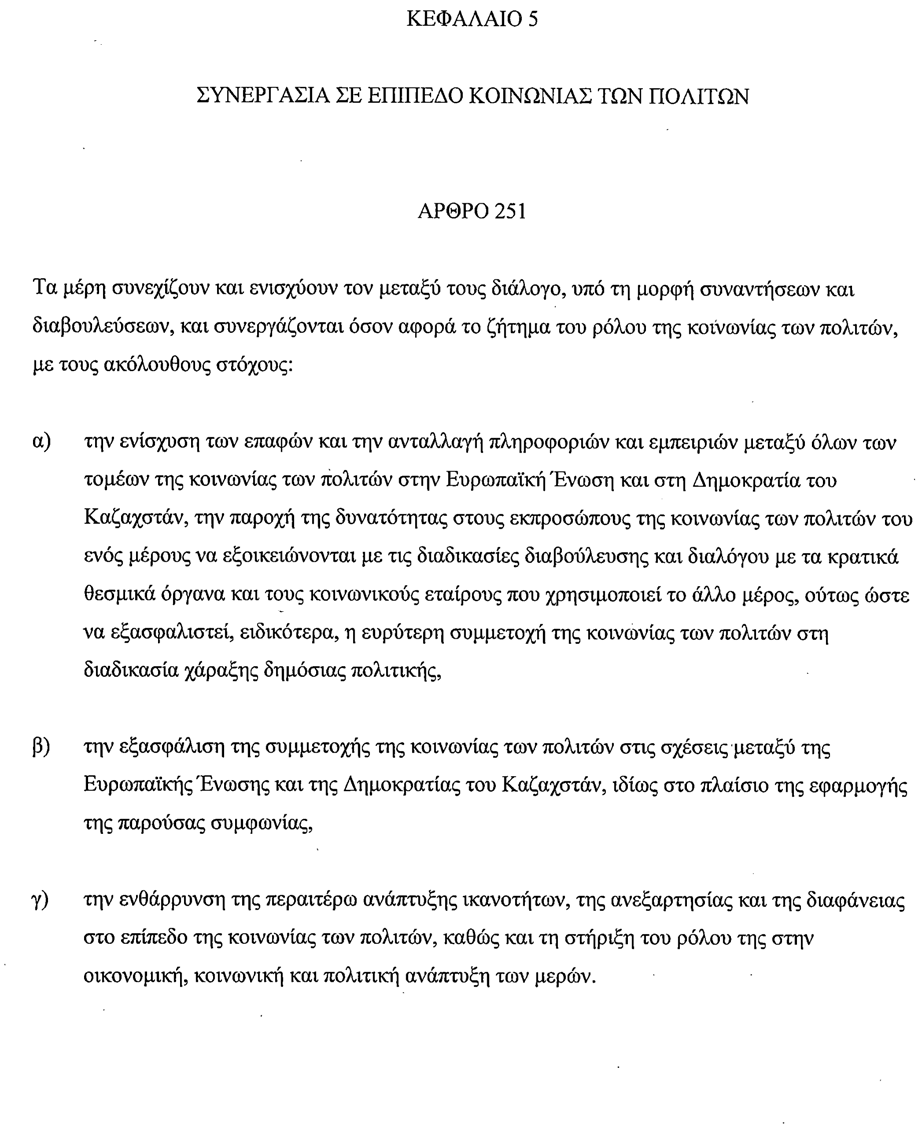 ΚΕΦΑΛΑΙΟ 5
ΣΥΝΕΡΓΑΣΙΑ ΣΕ ΕΠΙΠΕΔΟ ΚΟΙΝΩΝΙΑΣ ΤΩΝ ΠΟΛΙΤΩΝ
ΑΡΘΡΟ 251
Τα μέρη συνεχίζουν και ενισχύουν τον μεταξύ τους διάλογο, υπό τη μορφή συναντήσεων και
διαβουλεύσεων, και συνεργάζονται όσον αφορά το ζήτημα του ρόλου της κοινωνίας των πολιτών,
με τους ακόλουθους στόχους:
α) την ενίσχυση των επαφών και την ανταλλαγή πληροφοριών και εμπειριών μεταξύ όλων των
τομέων της κοινωνίας των πολιτών στην Ευρωπαϊκή Ένωση και στη Δημοκρατία του
Καζαχστάν, την παροχή της δυνατότητας στους εκπροσώπους της κοινωνίας των πολιτών του
ενός μέρους να εξοικειώνονται με τις διαδικασίες διαβούλευσης και διαλόγου με τα κρατικά
θεσμικά όργανα και τους κοινωνικούς εταίρους που χρησιμοποιεί το άλλο μέρος, ούτως ώστε
να εξασφαλιστεί, ειδικότερα, η ευρύτερη συμμετοχή της κοινωνίας των πολιτών στη
διαδικασία χάραξης δημόσιας πολιτικής,
β) την εξασφάλιση της συμμετοχής της κοινωνίας των πολιτών στις σχέσεις μεταξύ της
Ευρωπαϊκής Ένωσης και της Δημοκρατίας του Καζαχστάν, ιδίως στο πλαίσιο της εφαρμογής
της παρούσας συμφωνίας,
γ) την ενθάρρυνση της περαιτέρω ανάπτυξης ικανοτήτων, της ανεξαρτησίας και της διαφάνειας
στο επίπεδο της κοινωνίας των πολιτών, καθώς και τη στήριξη του ρόλου της στην
οικονομική, κοινωνική και πολιτική ανάπτυξη των μερών.